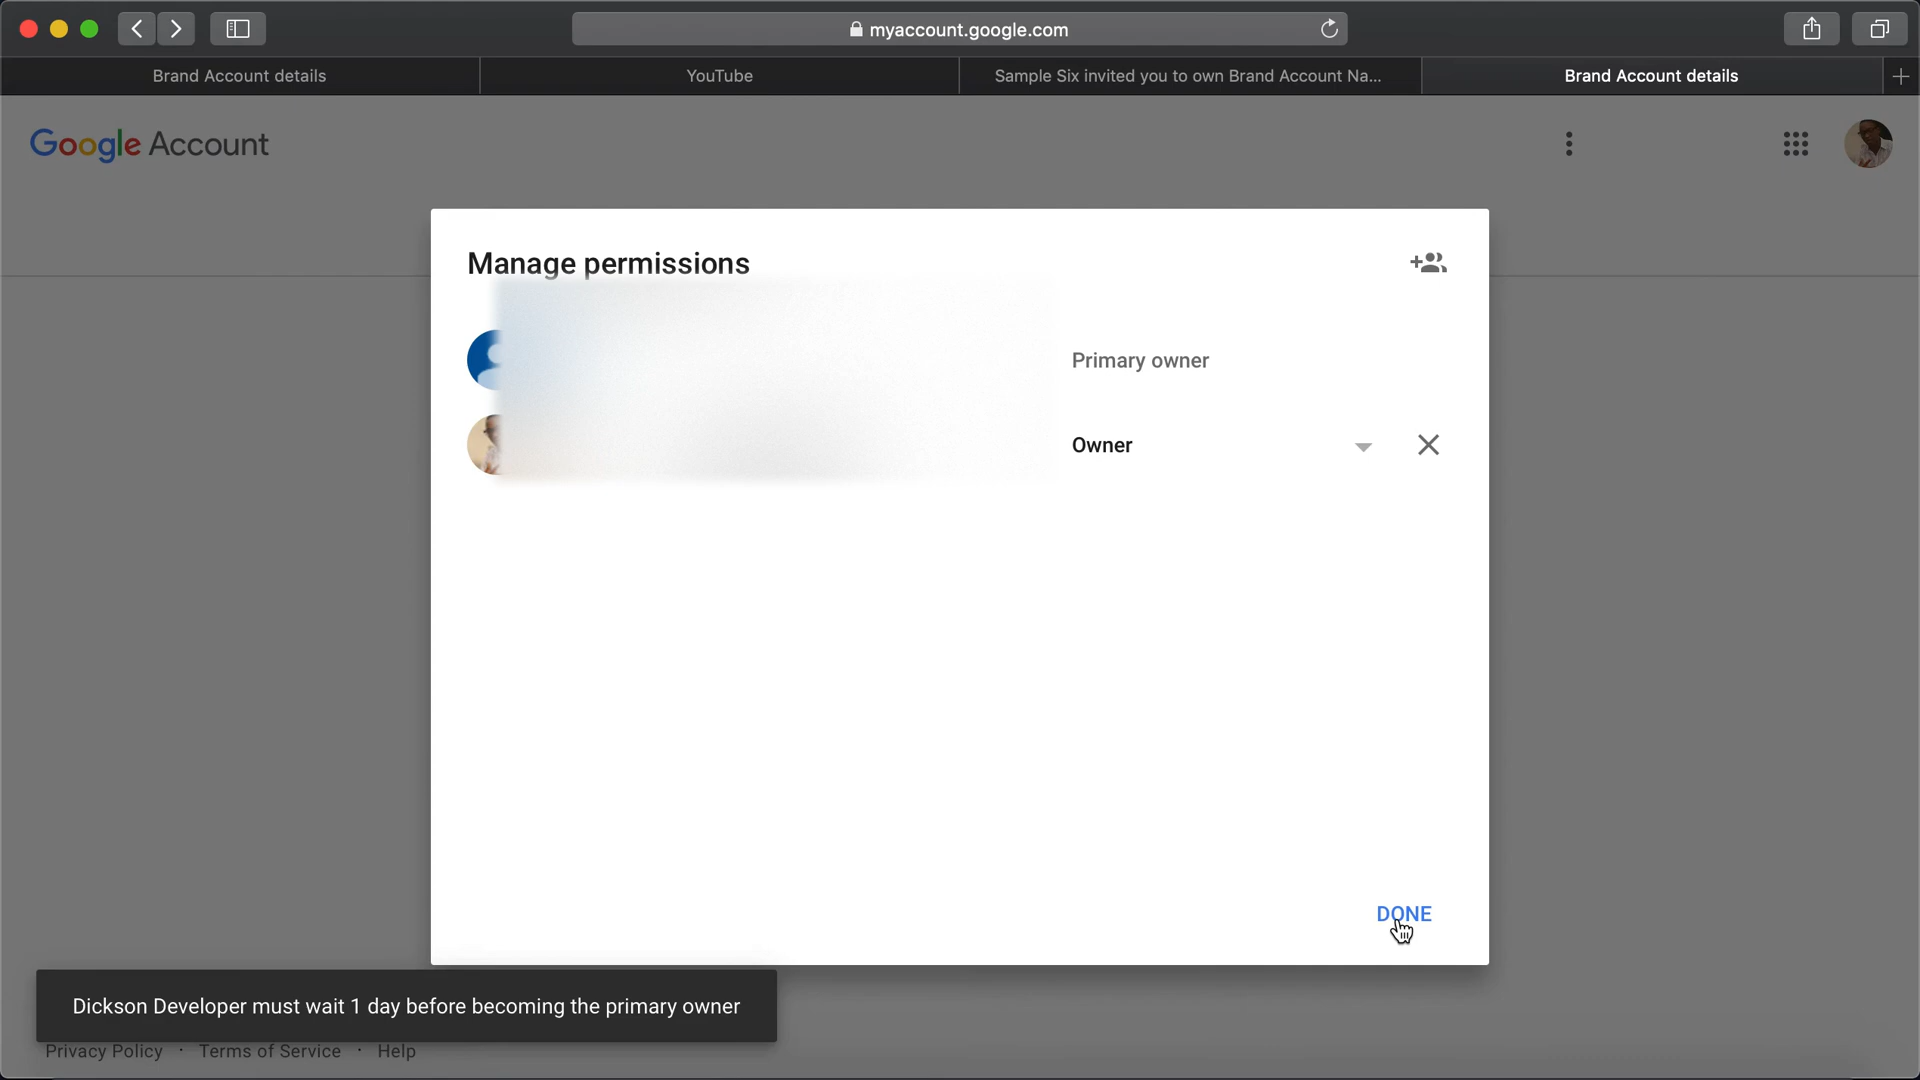 myaccount.google.com
Brand Account details
YouTube
Sample Six invited you to own Brand Account Na...
Brand Account details
Google Account
Manage permissions
Primary owner
Owner
DONE
Dickson Developer must wait 1 day before becoming the primary owner
Privacy Policy · Terms of Service · Help